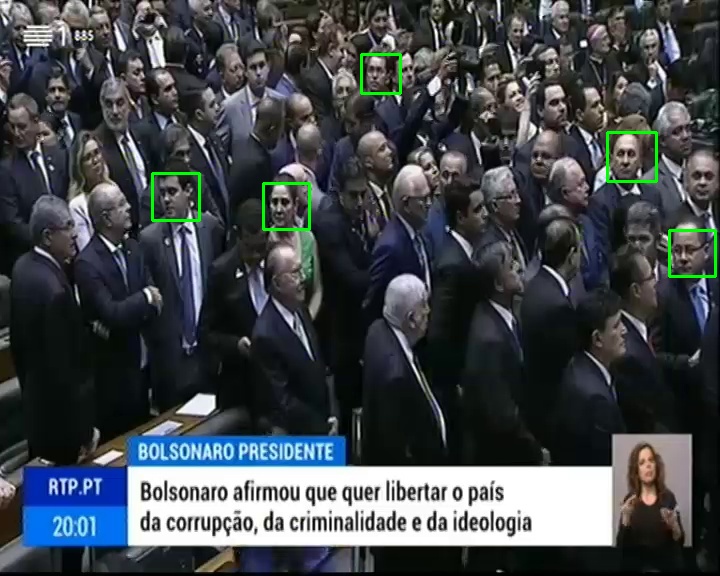 885
BOLSONARO PRESIDENTE
RTP.PT
Bolsonaro afirmou que quer libertar o país
20:01
da corrupção, da criminalidade e da ideologia